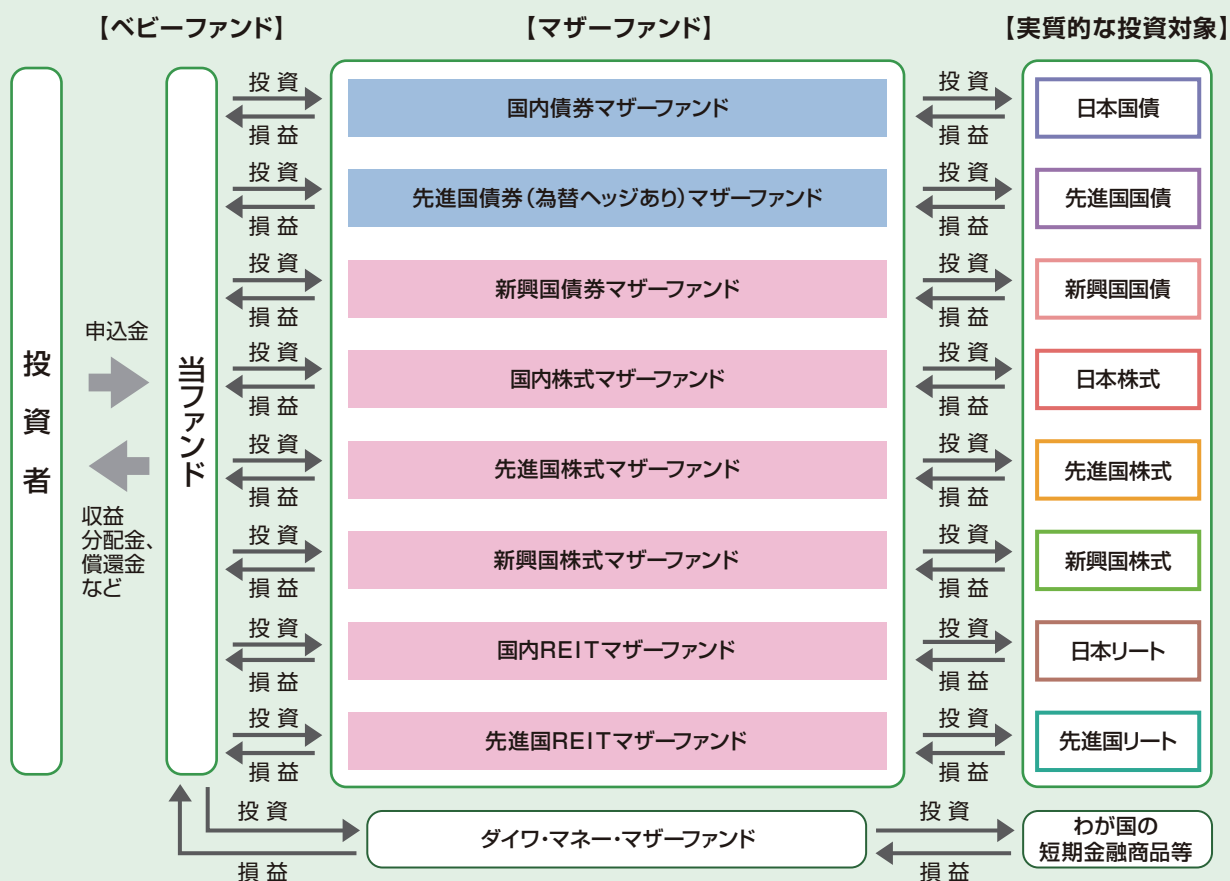 【ベビーファンド】
【マザーファンド】
【実質的な投資対象】
投資者
申込金
収益
分配金、
償還金
など
当ファンド
投資
損益
国内債券マザーファンド
投資
損益
日本国債
投資
損益
先進国債券(為替ヘッジあり)マザーファンド
投資
損益
先進国国債
投資
損益
新興国債券マザーファンド
投資
損益
新興国国債
投資
損益
国内株式マザーファンド
投資
損益
日本株式
投資
損益
先進国株式マザーファンド
投資
損益
先進国株式
投資
損益
新興国株式マザーファンド
投資
損益
新興国株式
投資
損益
国内REITマザーファンド
投資
損益
日本リート
投資
損益
先進国REITマザーファンド
投資
損益
先進国リート
投資
損益
ダイワ・マネー・マザーファンド
投資
損益
わが国の
短期金融商品等